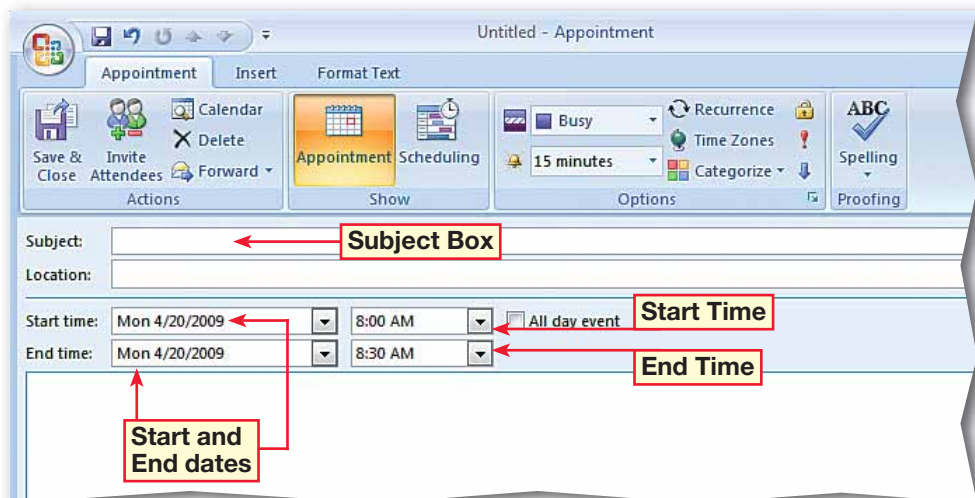 Untitled - Appointment
Appointment Insert Format Text
Save & Close
Invite Attendees
Calendar
Delete
Forward
Actions
Appointment
Scheduling
Show
Busy
15 minutes
Recurrence
Time Zones
Categorize
Options
ABC
Spelling
Proofing
Subject:
Subject Box
Location:
Start time: Mon 4/20/2009 8:00 AM All day event
Start Time
End time: Mon 4/20/2009 8:30 AM
End Time
Start and
End dates